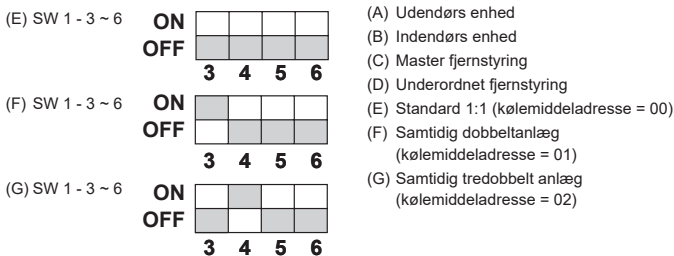 (E) SW 1 - 3 ~ 6
ON
OFF
3 4 5 6
(F) SW 1 - 3 ~ 6
ON
OFF
3 4 5 6
(G) SW 1 - 3 ~ 6
ON
OFF
3 4 5 6
(A) Udendørs enhed
(B) Indendørs enhed
(C) Master fjernstyring
(D) Underordnet fjernstyring
(E) Standard 1:1 (kølemiddeladresse = 00)
(F) Samtidig dobbeltanlæg
(kølemiddeladresse = 01)
(G) Samtidig tredobbelt anlæg
(kølemiddeladresse = 02)